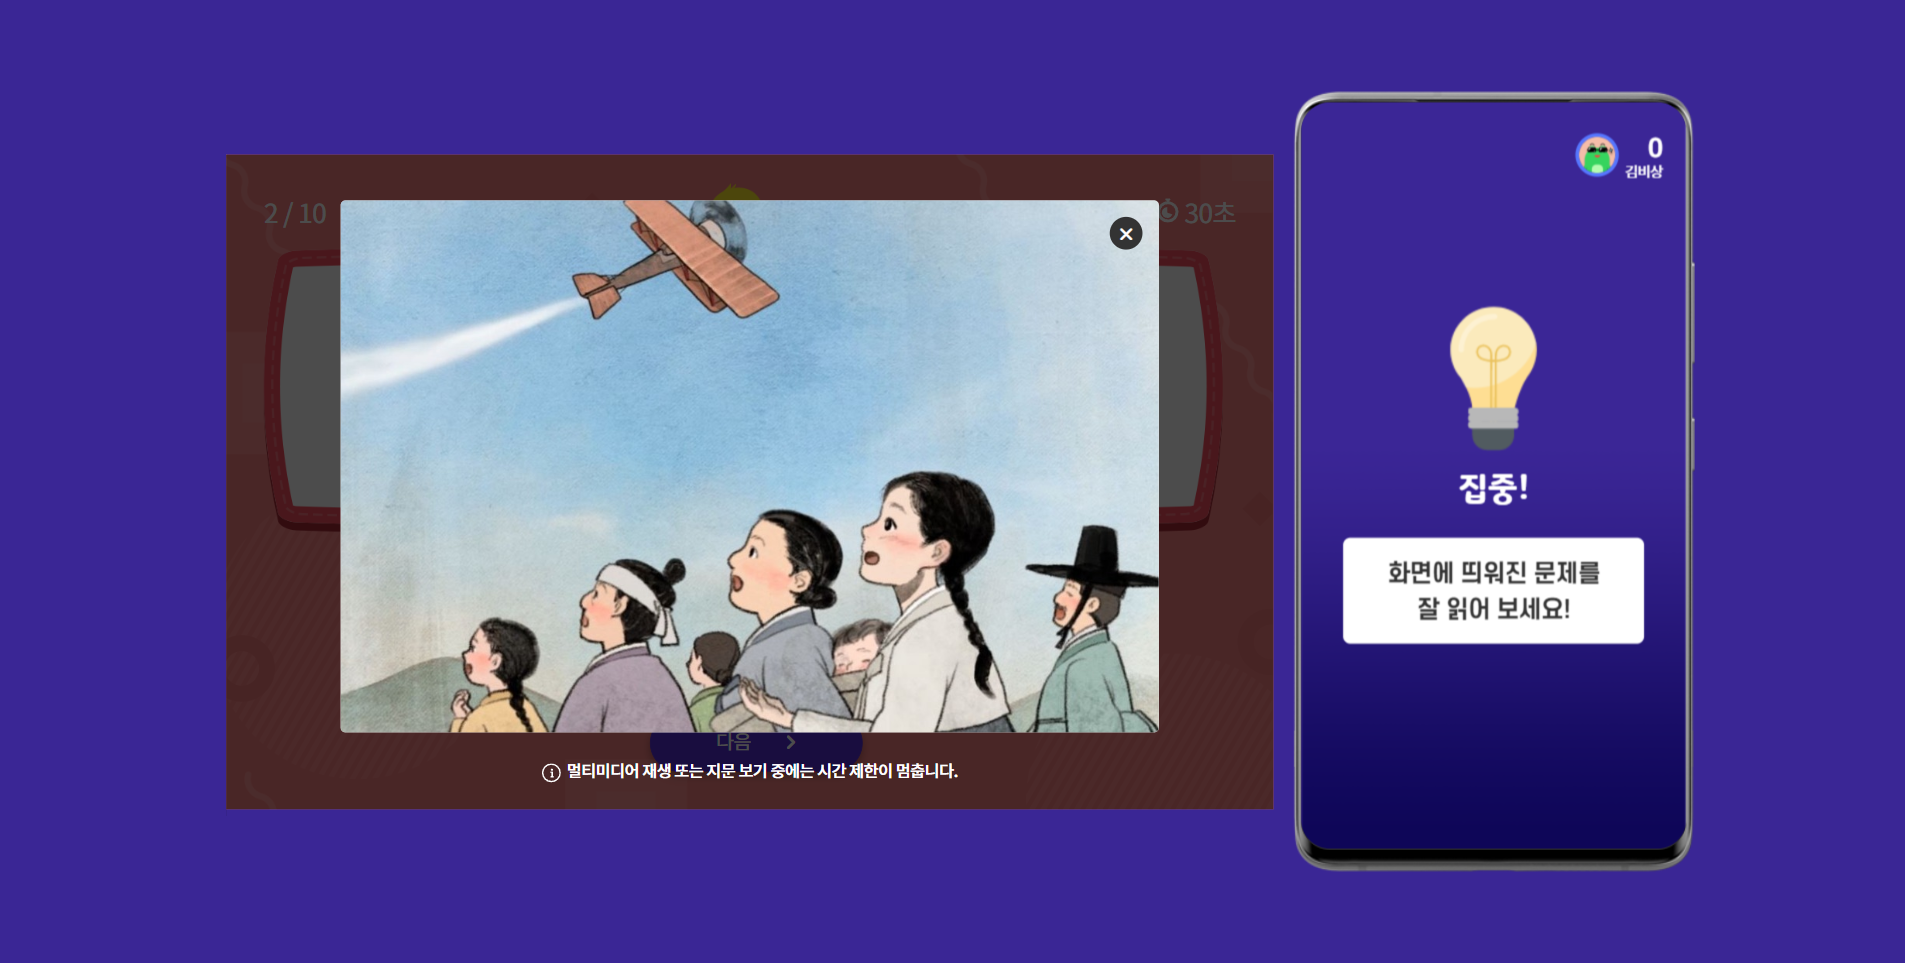 2 / 10
30초
다음
멀티미디어 재생 또는 지문 보기 중에는 시간 제한이 멈춥니다.
0
김비상
집중!
화면에 띄워진 문제를
잘 읽어 보세요!